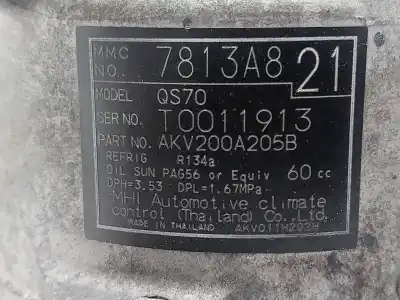 MMC NO. 7813A8 21
MODEL QS70
SER NO. T0011913
PART NO. AKV200A205B
REFRIG R134a
OIL SUN PAG56 or Equiv 60 cc
DPH=3.53 DPL=1.67MPa
MHI Automotive climate
control (Thailand) Co., Ltd.
MADE IN THAILAND AKV011H202H